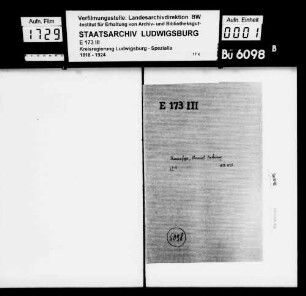 Aufn. Film
1729
Verfilmungsstelle: Landesarchivdirektion BW
Institut für Erhaltung von Archiv- und Bibliotheksgut
STAATSARCHIV LUDWIGSBURG
E 173 III
Kreisregierung Ludwigsburg - Spezialia
1818 - 1924
Aufn. Einheit
0001
Bü 6098 B
E 173 III
6098